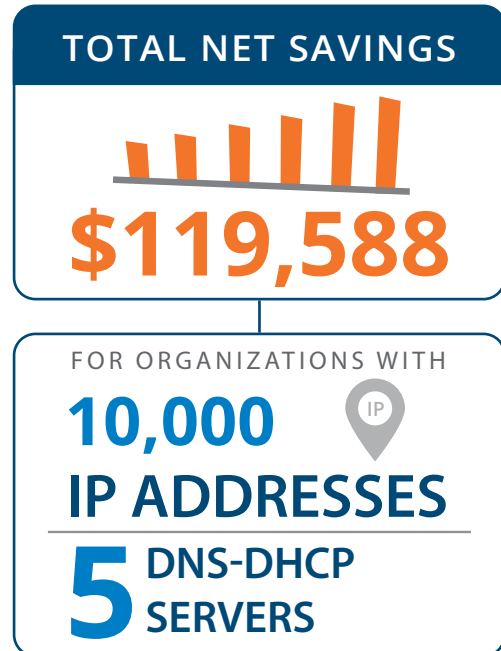 TOTAL NET SAVINGS
$119,588
FOR ORGANIZATIONS WITH
10,000
IP
IP ADDRESSES
5 DNS-DHCP
SERVERS